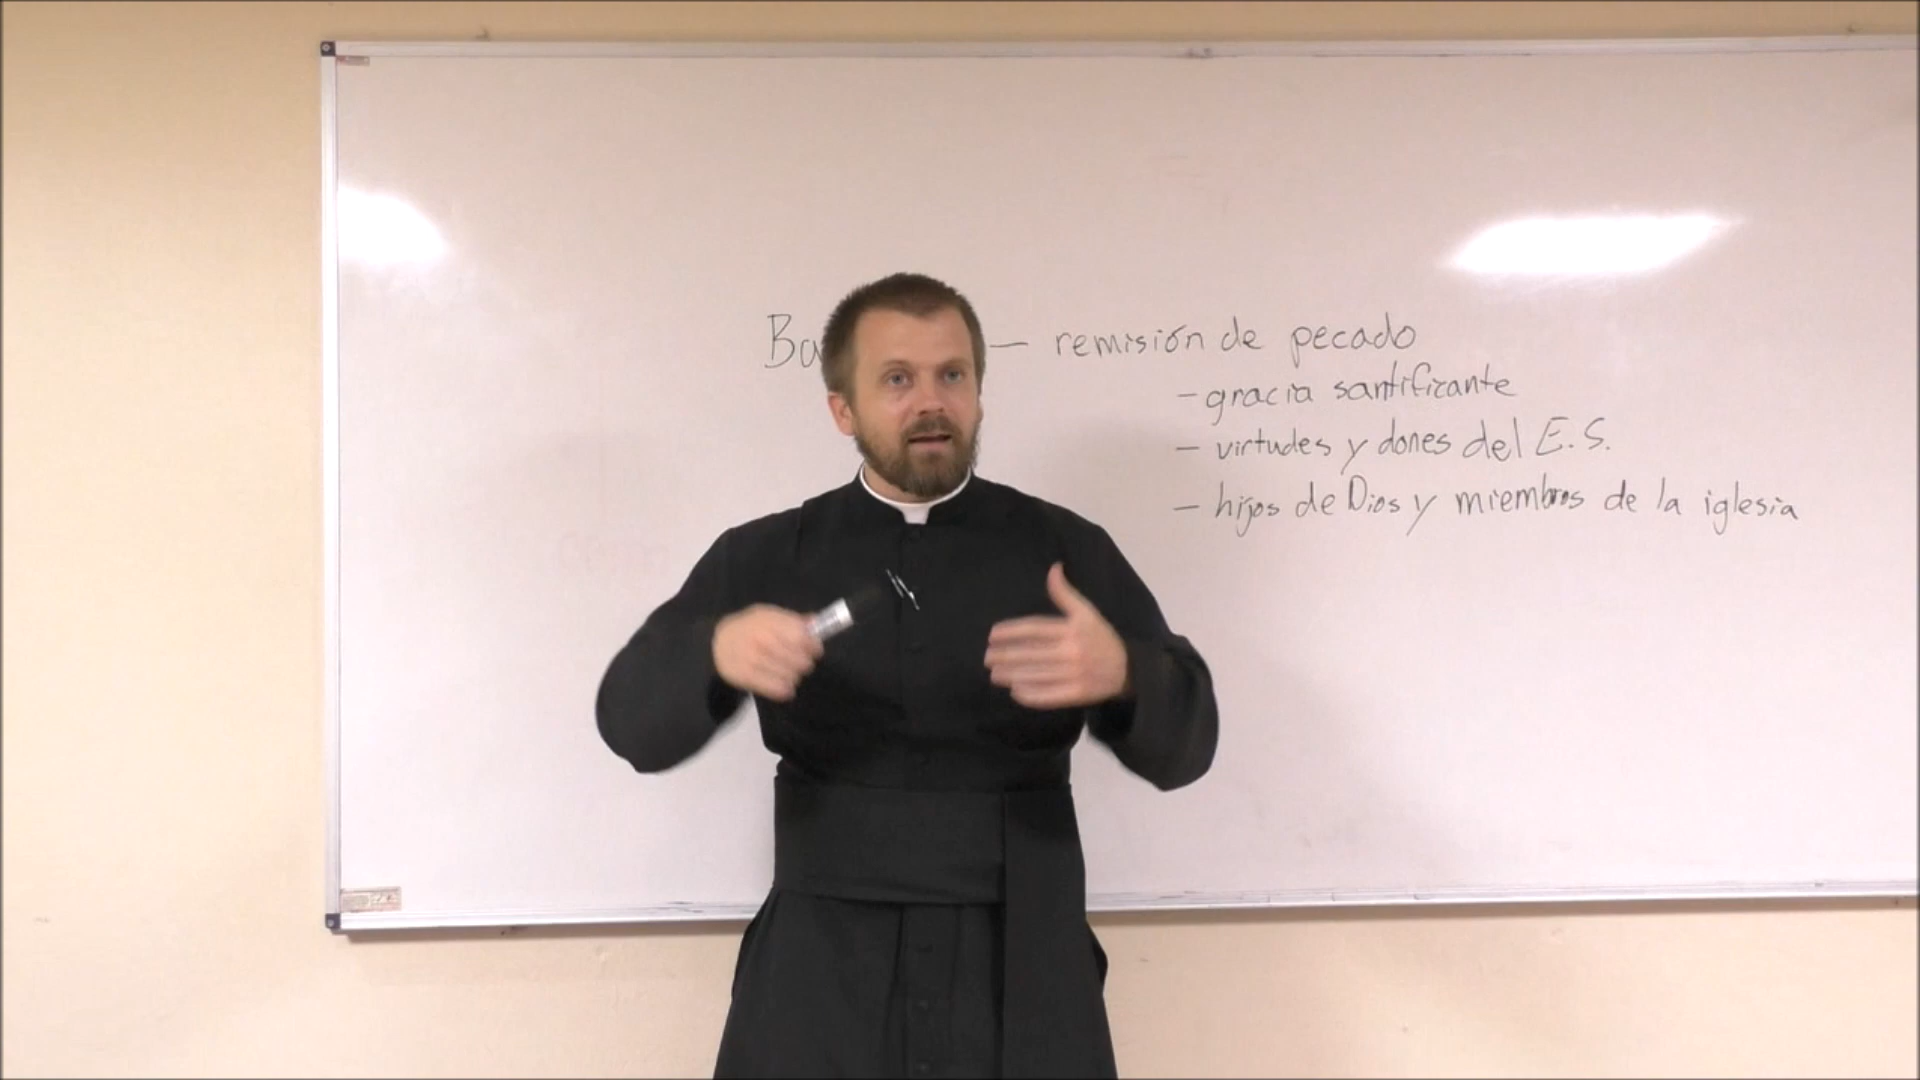 — remisión de pecado
- gracia santificante
- virtudes y dones del E.S.
- hijos de Dios y miembros de la iglesia